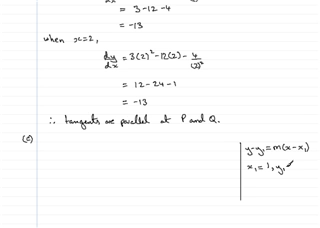 dx
= 3-12-4
= -13
when x=2,
dy/dx = 3(2)² - 12(2) - 4/(2)²
= 12-24-1
= -13
∴ tangents are parallel at P and Q.
(c)
y-y₁=m(x-x₁)
x₁=1, y₁